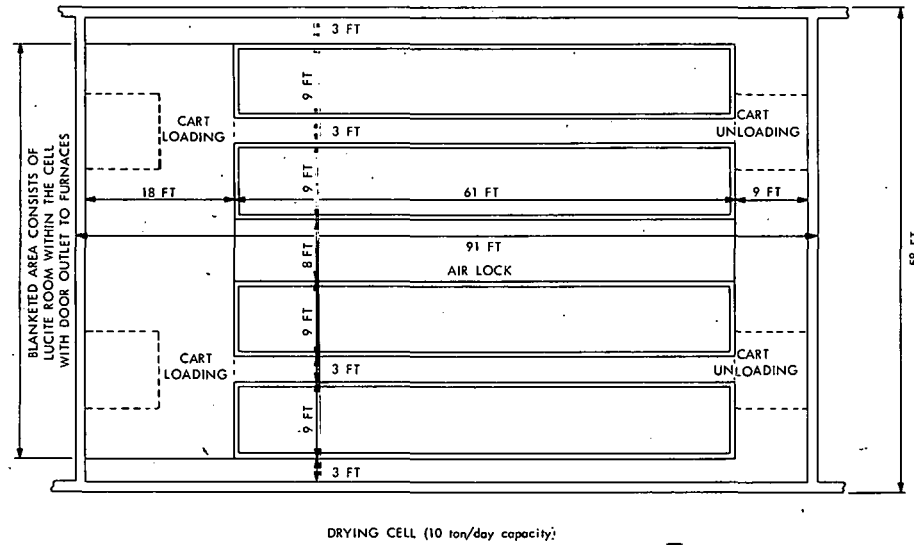 3 FT
9 FT
CART
LOADING
3 FT
CART
UNLOADING
9 FT
18 FT
61 FT
9 FT
91 FT
8 FT
AIR LOCK
58 FT
BLANKETED AREA CONSISTS OF
LUCITE ROOM WITHIN THE CELL
WITH DOOR OUTLET TO FURNACES
9 FT
CART
LOADING
3 FT
CART
UNLOADING
9 FT
3 FT
DRYING CELL (10 ton/day capacity)